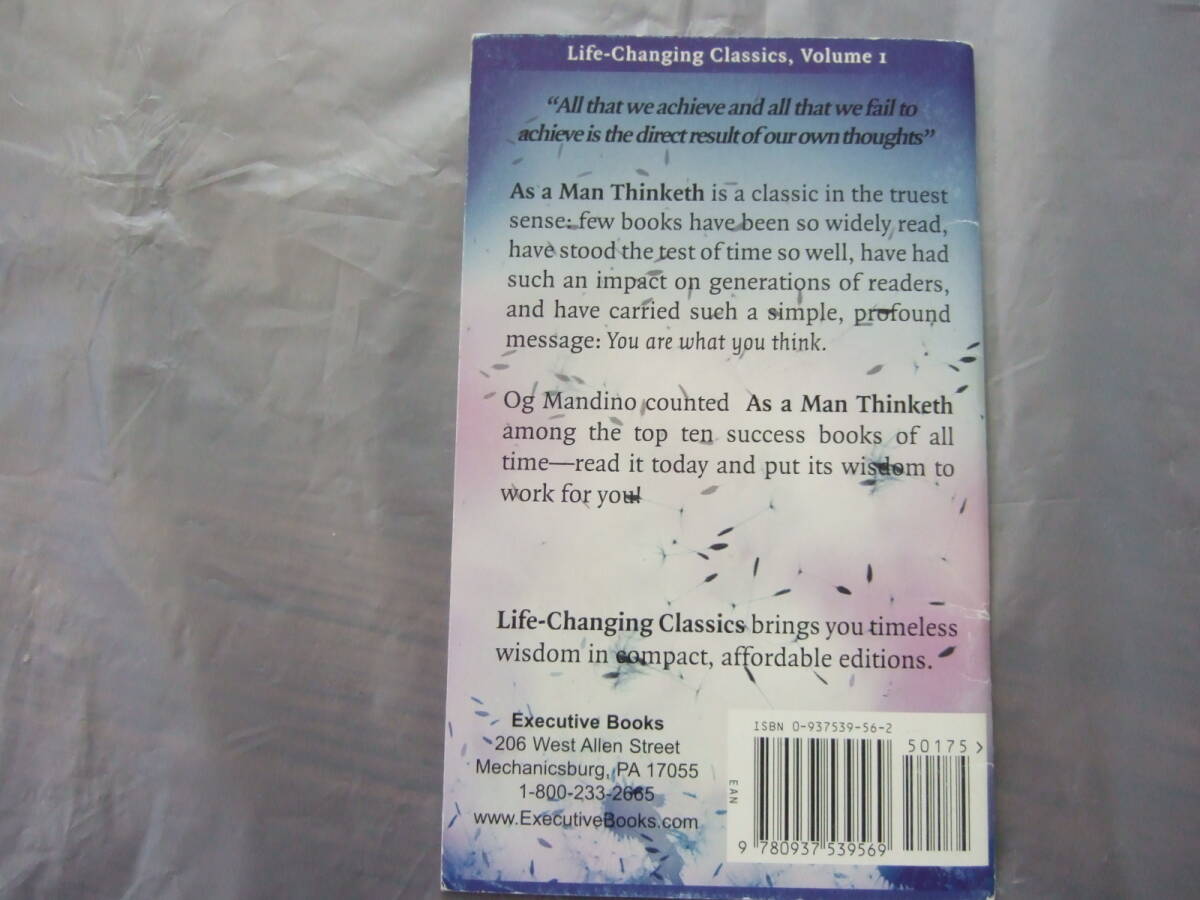 Life-Changing Classics, Volume 1
“All that we achieve and all that we fail to
achieve is the direct result of our own thoughts”
As a Man Thinketh is a classic in the truest
sense: few books have been so widely read,
have stood the test of time so well, have had
such an impact on generations of readers,
and have carried such a simple, profound
message: You are what you think.
Og Mandino counted As a Man Thinketh
among the top ten success books of all
time—read it today and put its wisdom to
work for you!
Life-Changing Classics brings you timeless
wisdom in compact, affordable editions.
Executive Books
206 West Allen Street
Mechanicsburg, PA 17055
1-800-233-2665
www.ExecutiveBooks.com
ISBN 0-937539-56-2
50175>
EAN
9 780937 539569